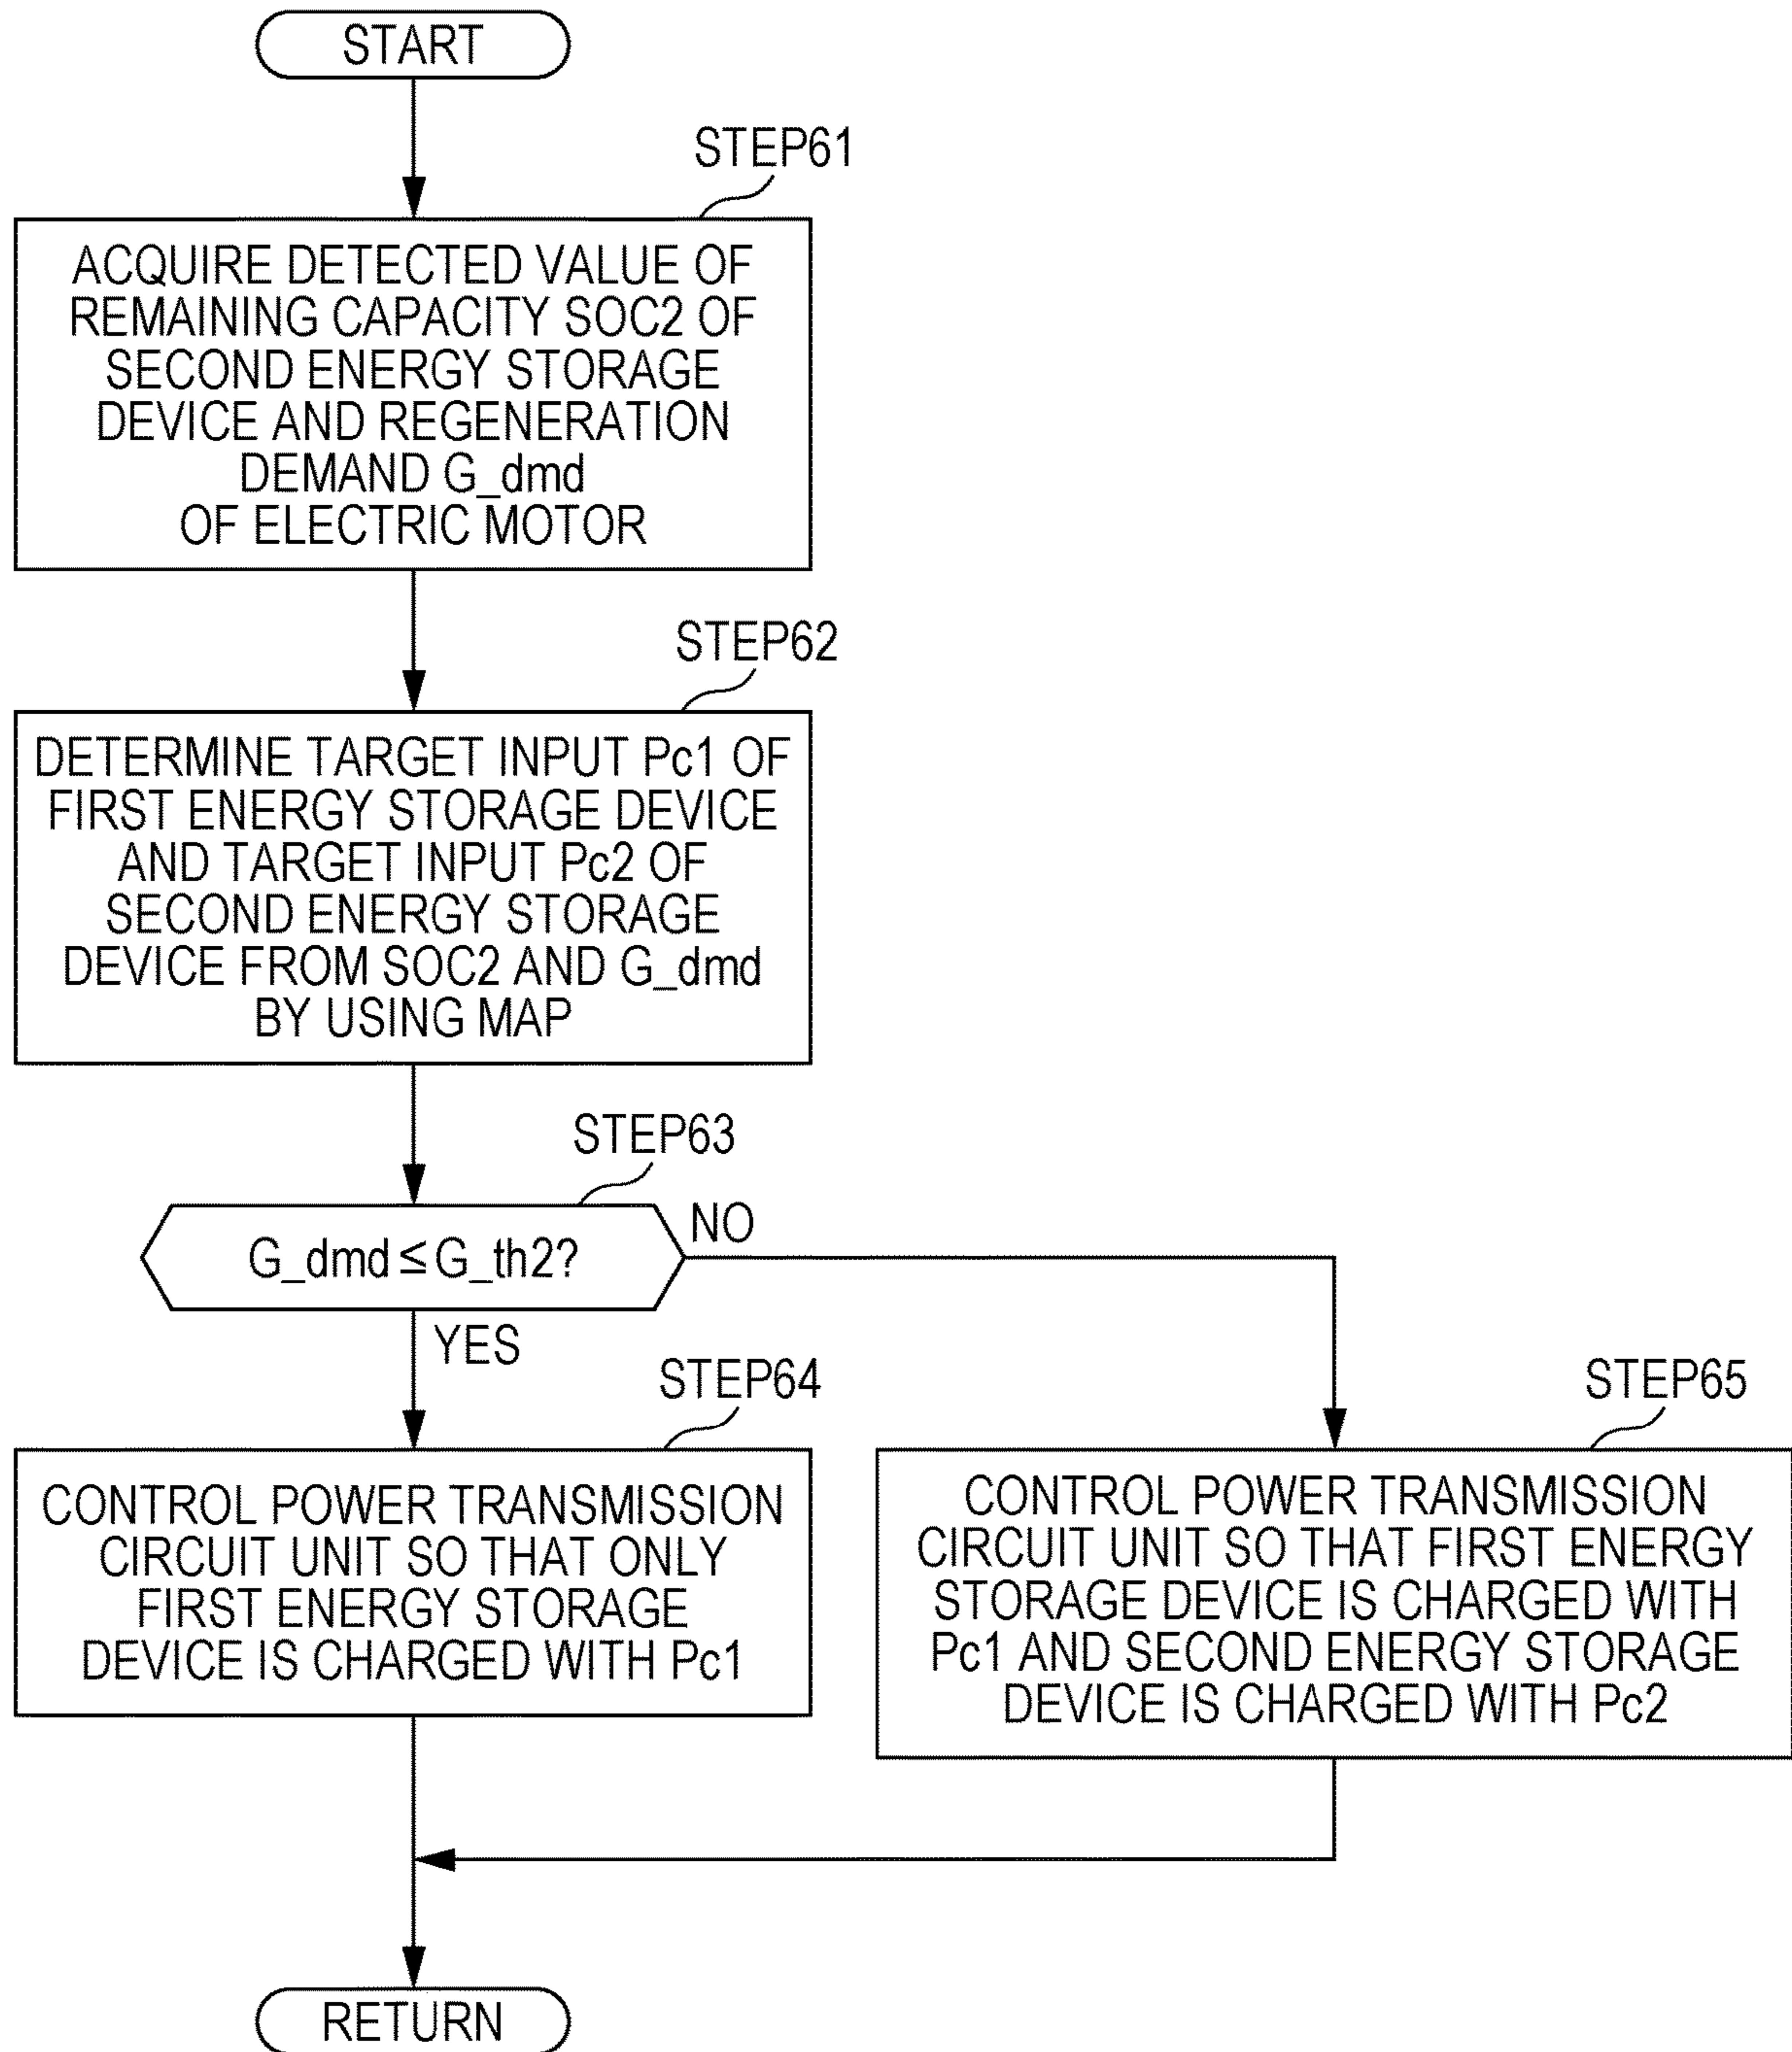 START
STEP61
ACQUIRE DETECTED VALUE OF
REMAINING CAPACITY SOC2 OF
SECOND ENERGY STORAGE
DEVICE AND REGENERATION
DEMAND G_dmd
OF ELECTRIC MOTOR
STEP62
DETERMINE TARGET INPUT Pc1 OF
FIRST ENERGY STORAGE DEVICE
AND TARGET INPUT Pc2 OF
SECOND ENERGY STORAGE
DEVICE FROM SOC2 AND G_dmd
BY USING MAP
STEP63
G_dmd ≤ G_th2?
NO
YES
STEP64
CONTROL POWER TRANSMISSION
CIRCUIT UNIT SO THAT ONLY
FIRST ENERGY STORAGE
DEVICE IS CHARGED WITH Pc1
STEP65
CONTROL POWER TRANSMISSION
CIRCUIT UNIT SO THAT FIRST ENERGY
STORAGE DEVICE IS CHARGED WITH
Pc1 AND SECOND ENERGY STORAGE
DEVICE IS CHARGED WITH Pc2
RETURN